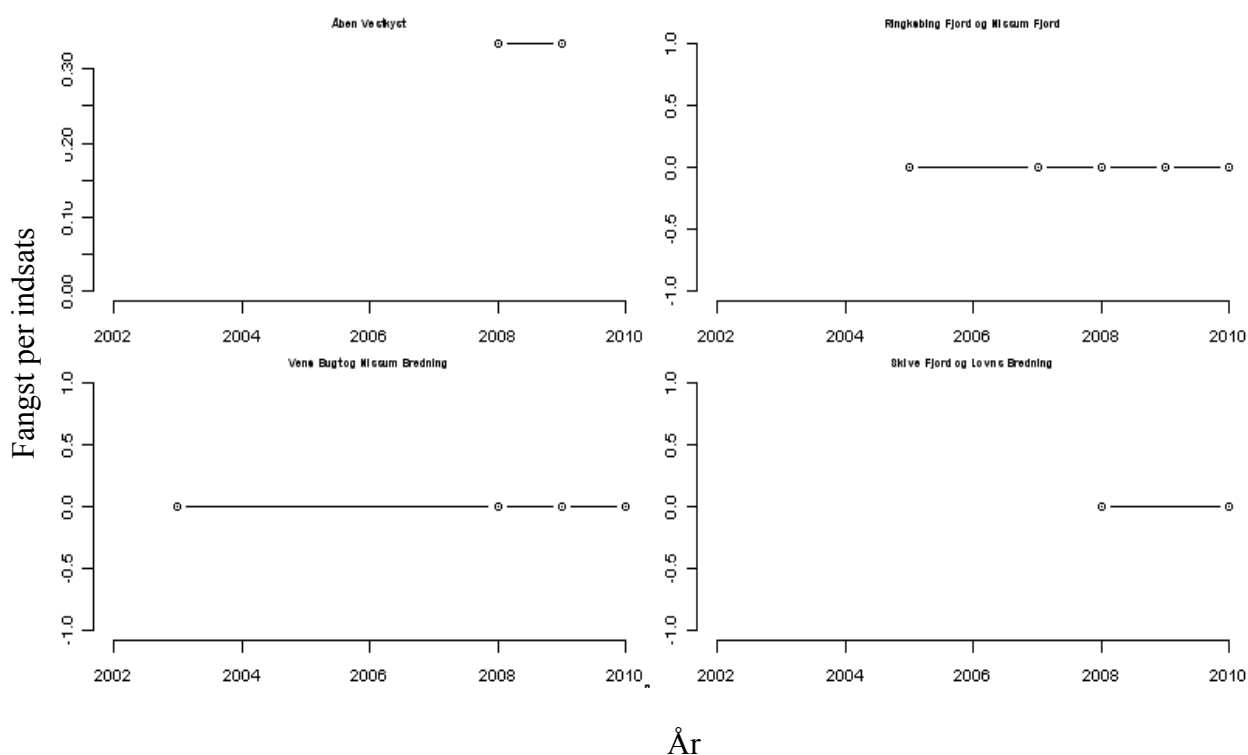 Åben Vestkyst
Ringkøbing Fjord og Nissum Fjord
0.30
0.20
0.10
0.00
1.0
0.5
0.0
-0.5
-1.0
2002 2004 2006 2008 2010
2002 2004 2006 2008 2010
Venø Bugt og Nissum Bredning
Skive Fjord og Lovns Bredning
1.0
0.5
0.0
-0.5
-1.0
1.0
0.5
0.0
-0.5
-1.0
2002 2004 2006 2008 2010
2002 2004 2006 2008 2010
Fangst per indsats
År